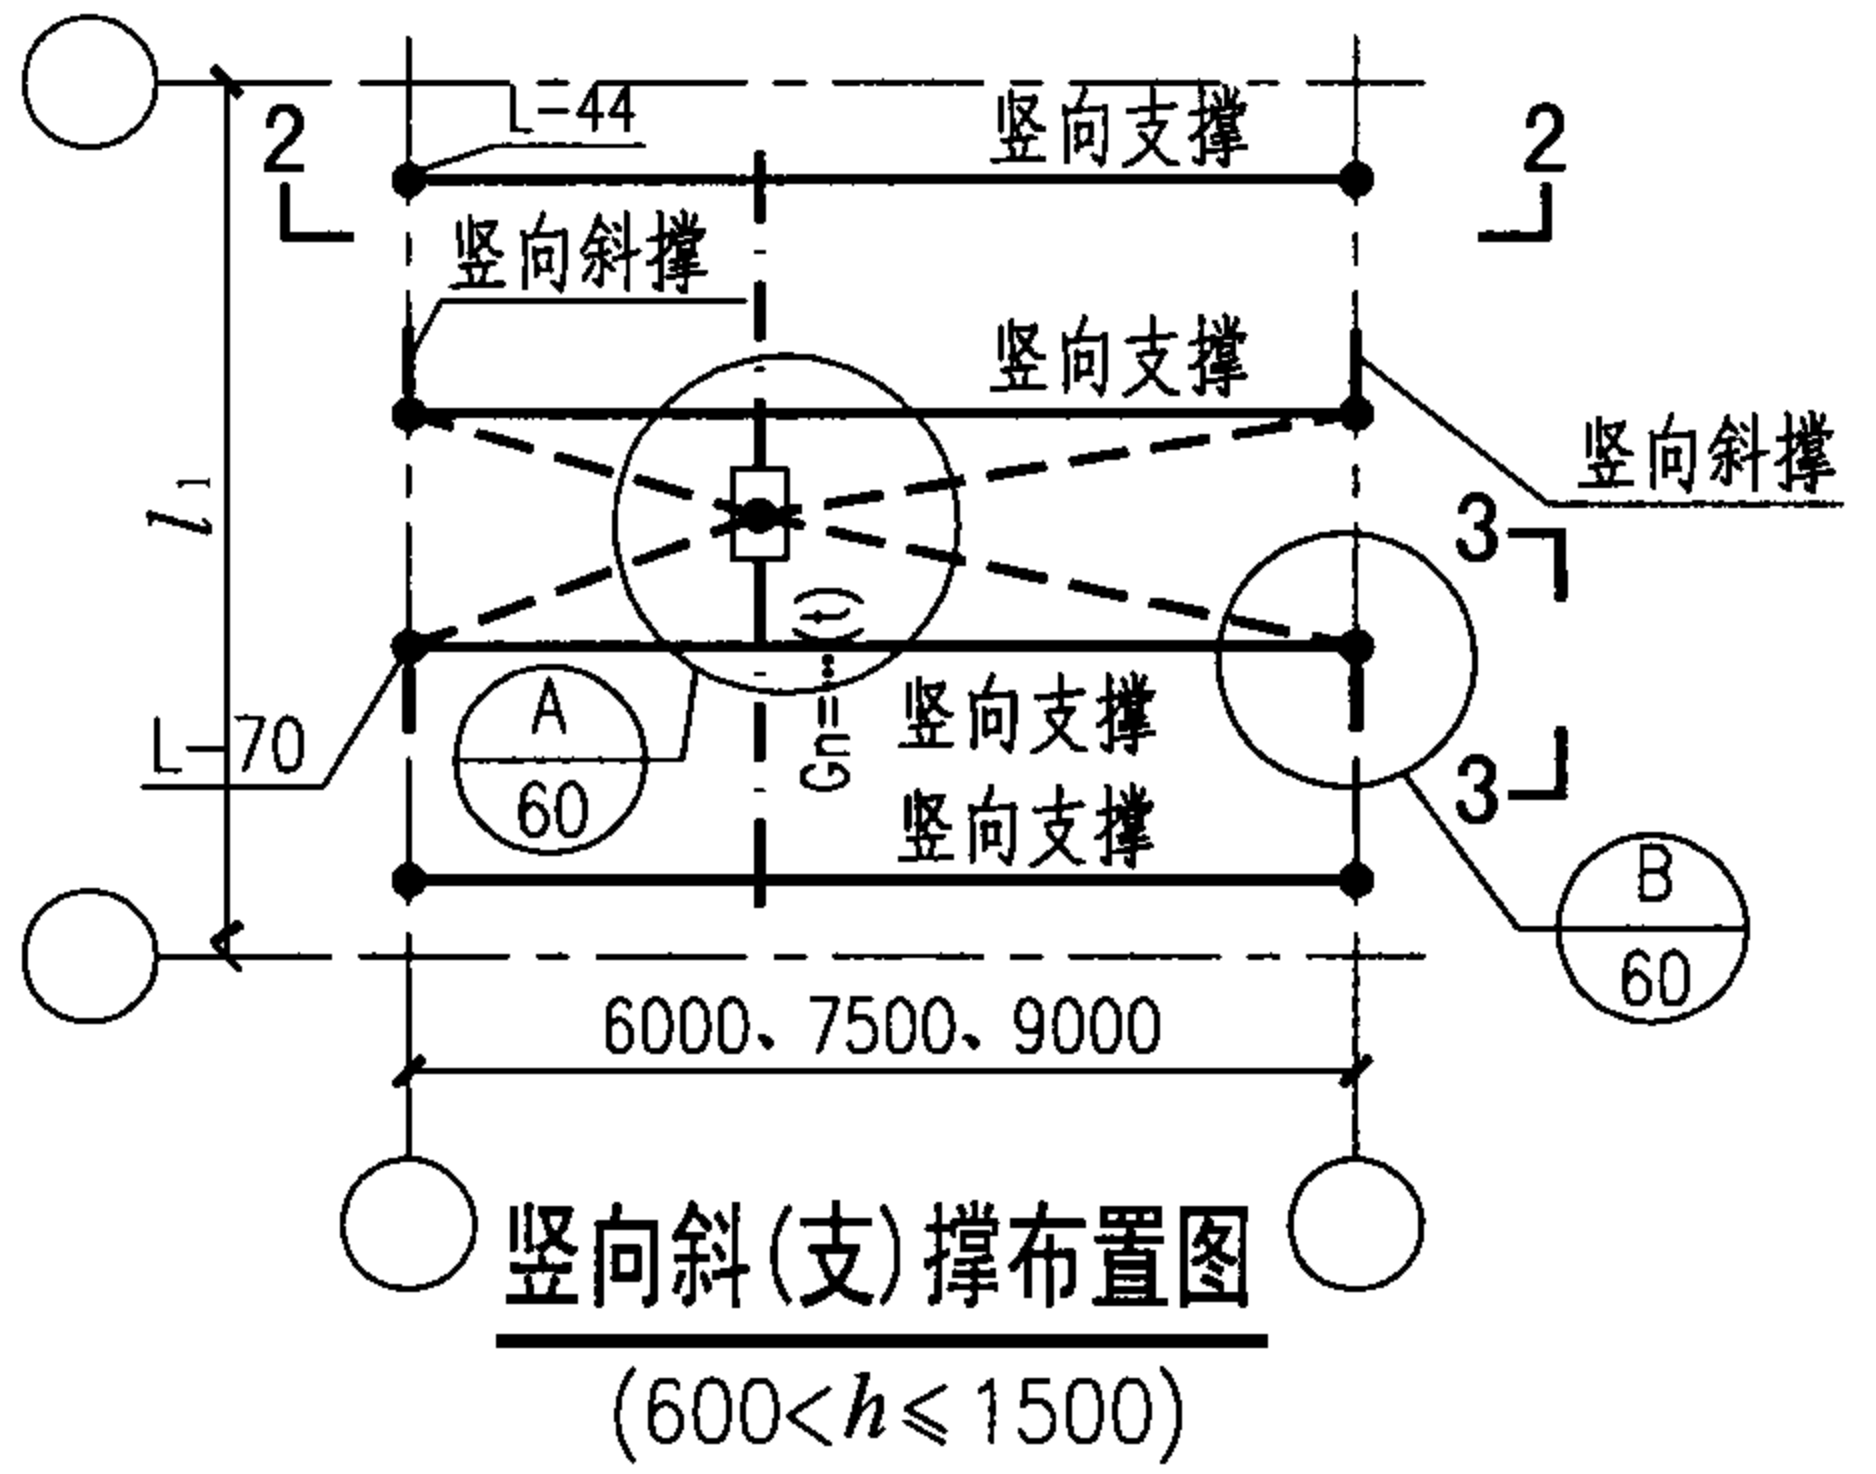 L-44
竖向支撑
2
2
竖向斜撑
竖向支撑
竖向斜撑
l1
3
Gn=…(t)
L-70
A
60
竖向支撑
3
竖向支撑
B
60
6000、7500、9000
竖向斜(支)撑布置图
(600<h≤1500)